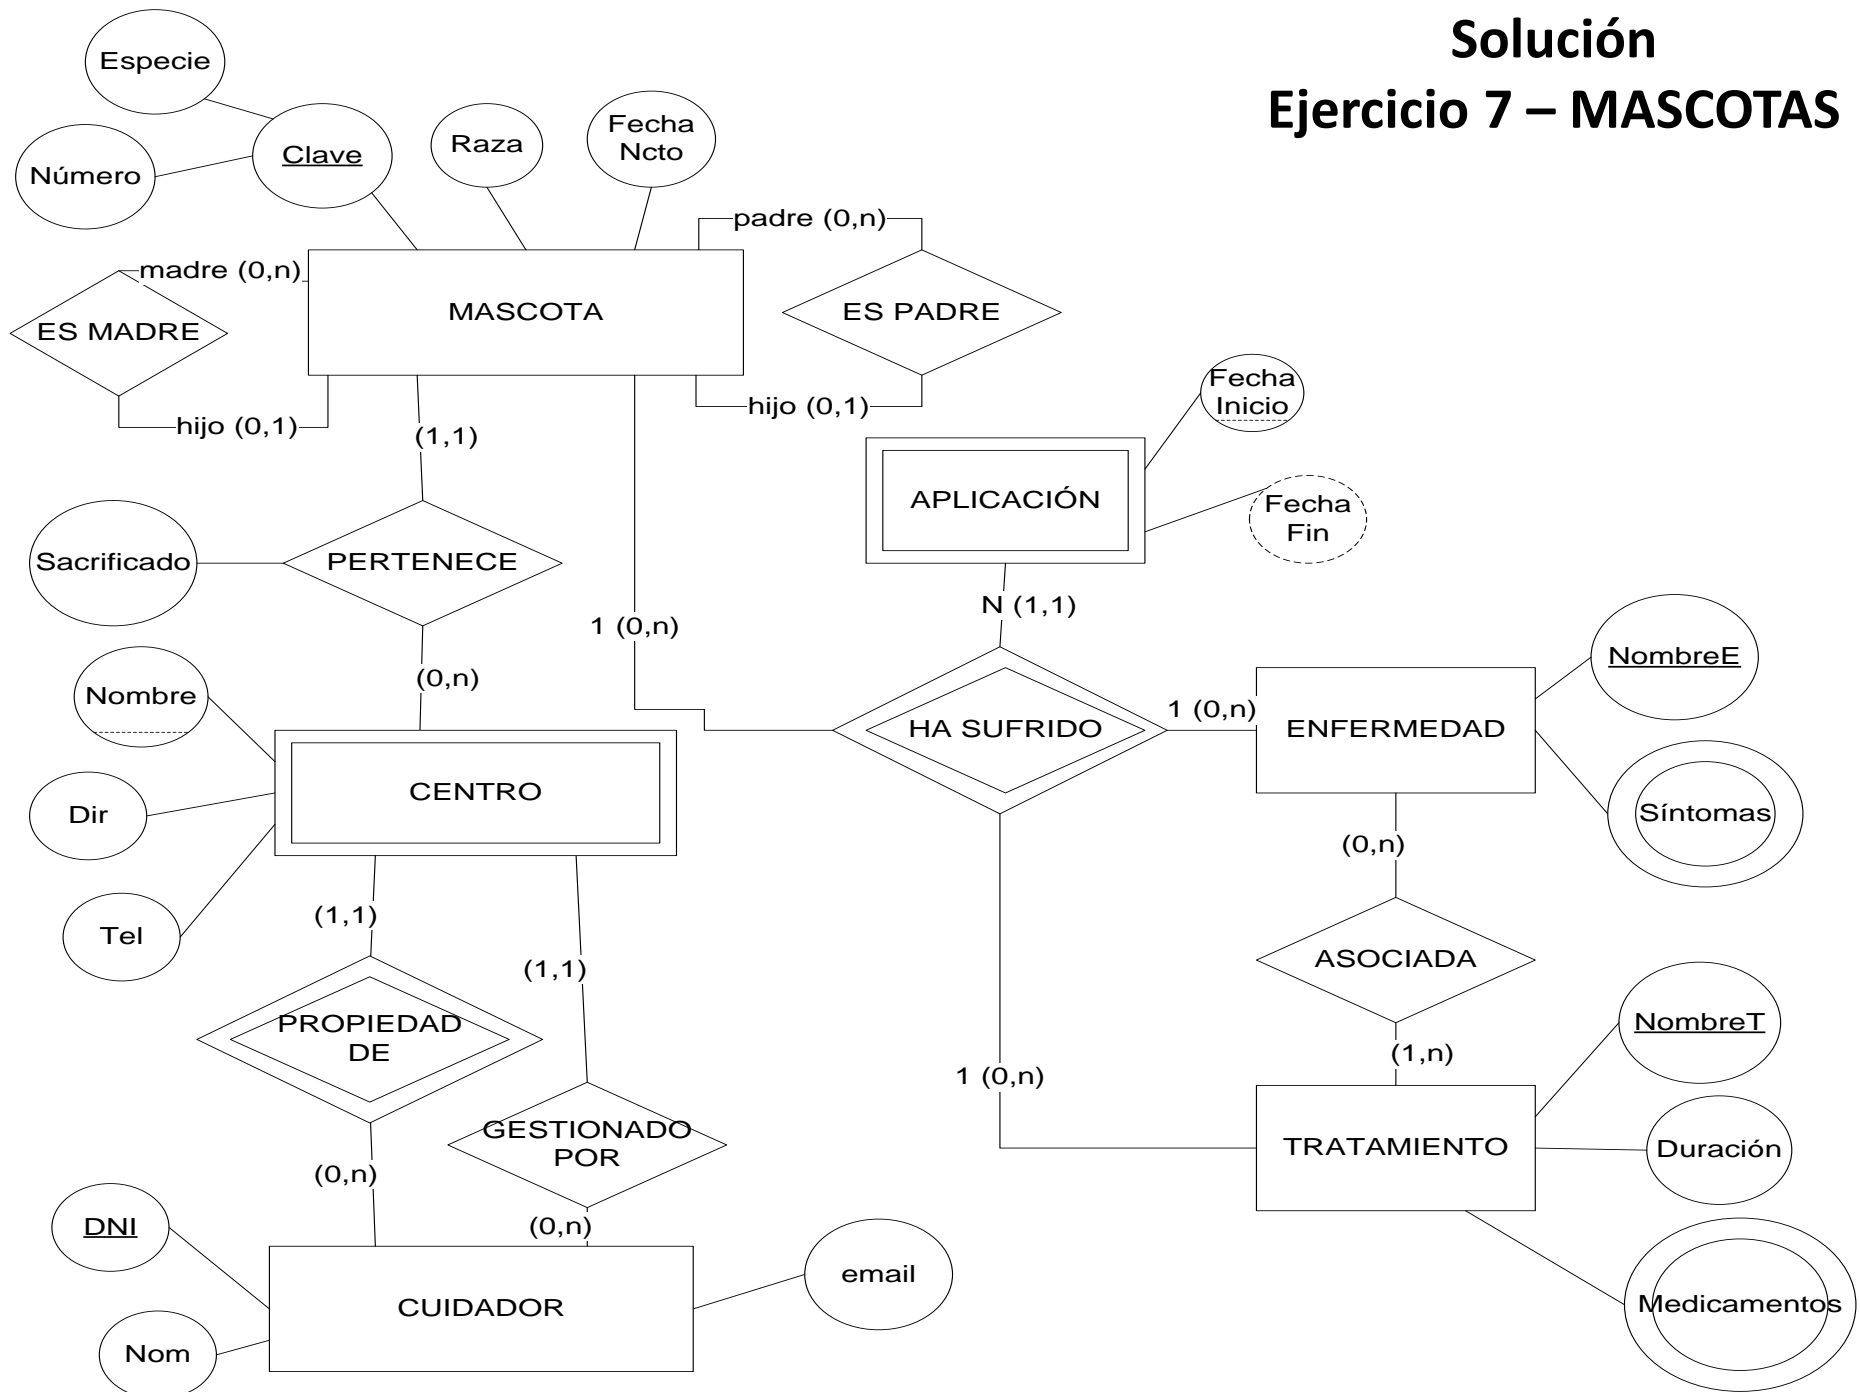 Solución
Ejercicio 7 – MASCOTAS
Especie
Número
Clave
Raza
Fecha
Ncto
padre (0,n)
madre (0,n)
MASCOTA
ES MADRE
ES PADRE
hijo (0,1)
hijo (0,1)
(1,1)
Fecha
Inicio
APLICACIÓN
Fecha
Fin
Sacrificado
PERTENECE
N (1,1)
1 (0,n)
(0,n)
Nombre
NombreE
1 (0,n)
HA SUFRIDO
ENFERMEDAD
CENTRO
Dir
Síntomas
(0,n)
(1,1)
Tel
(1,1)
ASOCIADA
PROPIEDAD
DE
NombreT
(1,n)
1 (0,n)
GESTIONADO
POR
TRATAMIENTO
Duración
(0,n)
DNI
(0,n)
email
CUIDADOR
Medicamentos
Nom